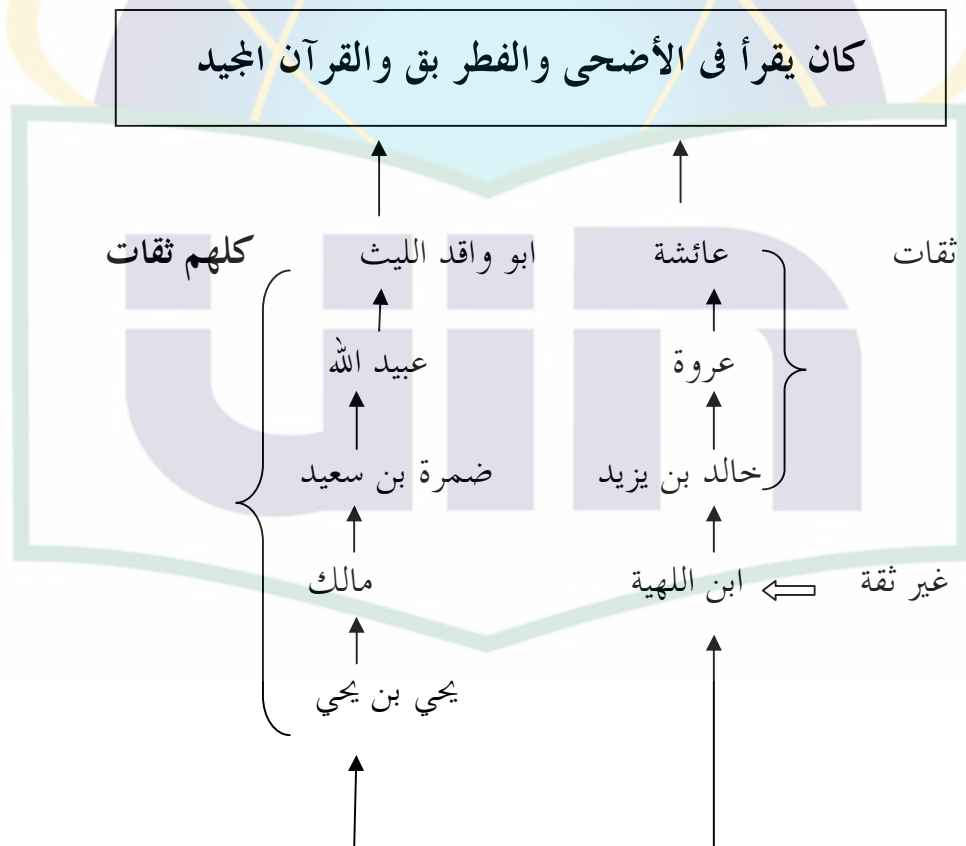 كان يقرأ فى الأضحى والفطر بق والقرآن المجيد
ثقات عائشة ابو واقد الليث كلهم ثقات
عروة عبيد الله
خالد بن يزيد ضمرة بن سعيد
غير ثقة ابن اللهية مالك
يحي بن يحي
uin